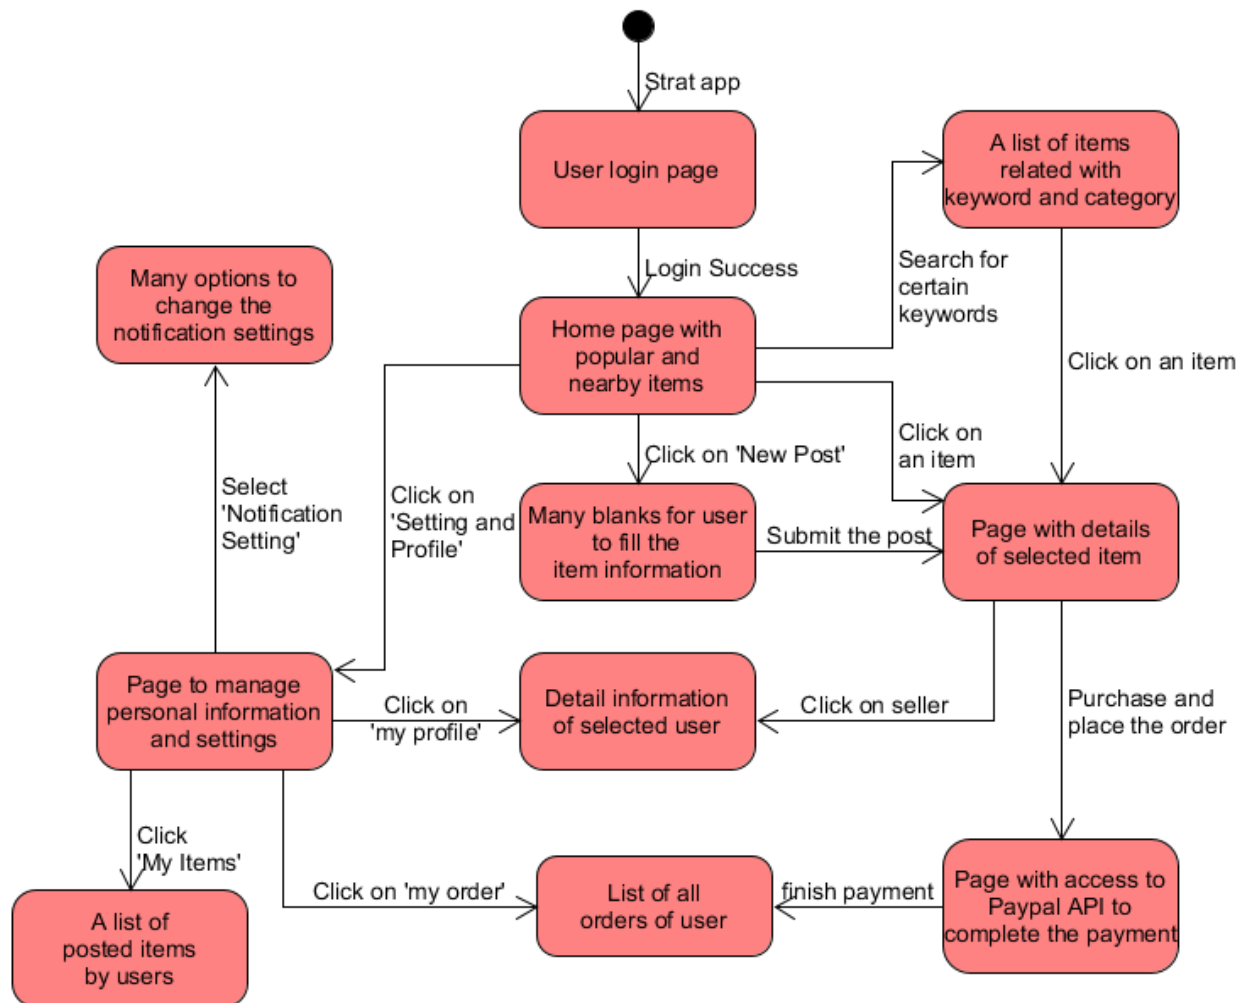 Strat app
User login page
A list of items
related with
keyword and category
Login Success
Search for
certain
keywords
Many options to
change the
notification settings
Home page with
popular and
nearby items
Click on an item
Click on 'New Post'
Click on
an item
Select
'Notification
Setting'
Click on
'Setting and
Profile'
Many blanks for user
to fill the
item information
Submit the post
Page with details
of selected item
Page to manage
personal information
and settings
Click on
'my profile'
Detail information
of selected user
Click on seller
Purchase and
place the order
Click
'My Items'
Click on 'my order'
List of all
orders of user
finish payment
Page with access to
Paypal API to
complete the payment
A list of
posted items
by users